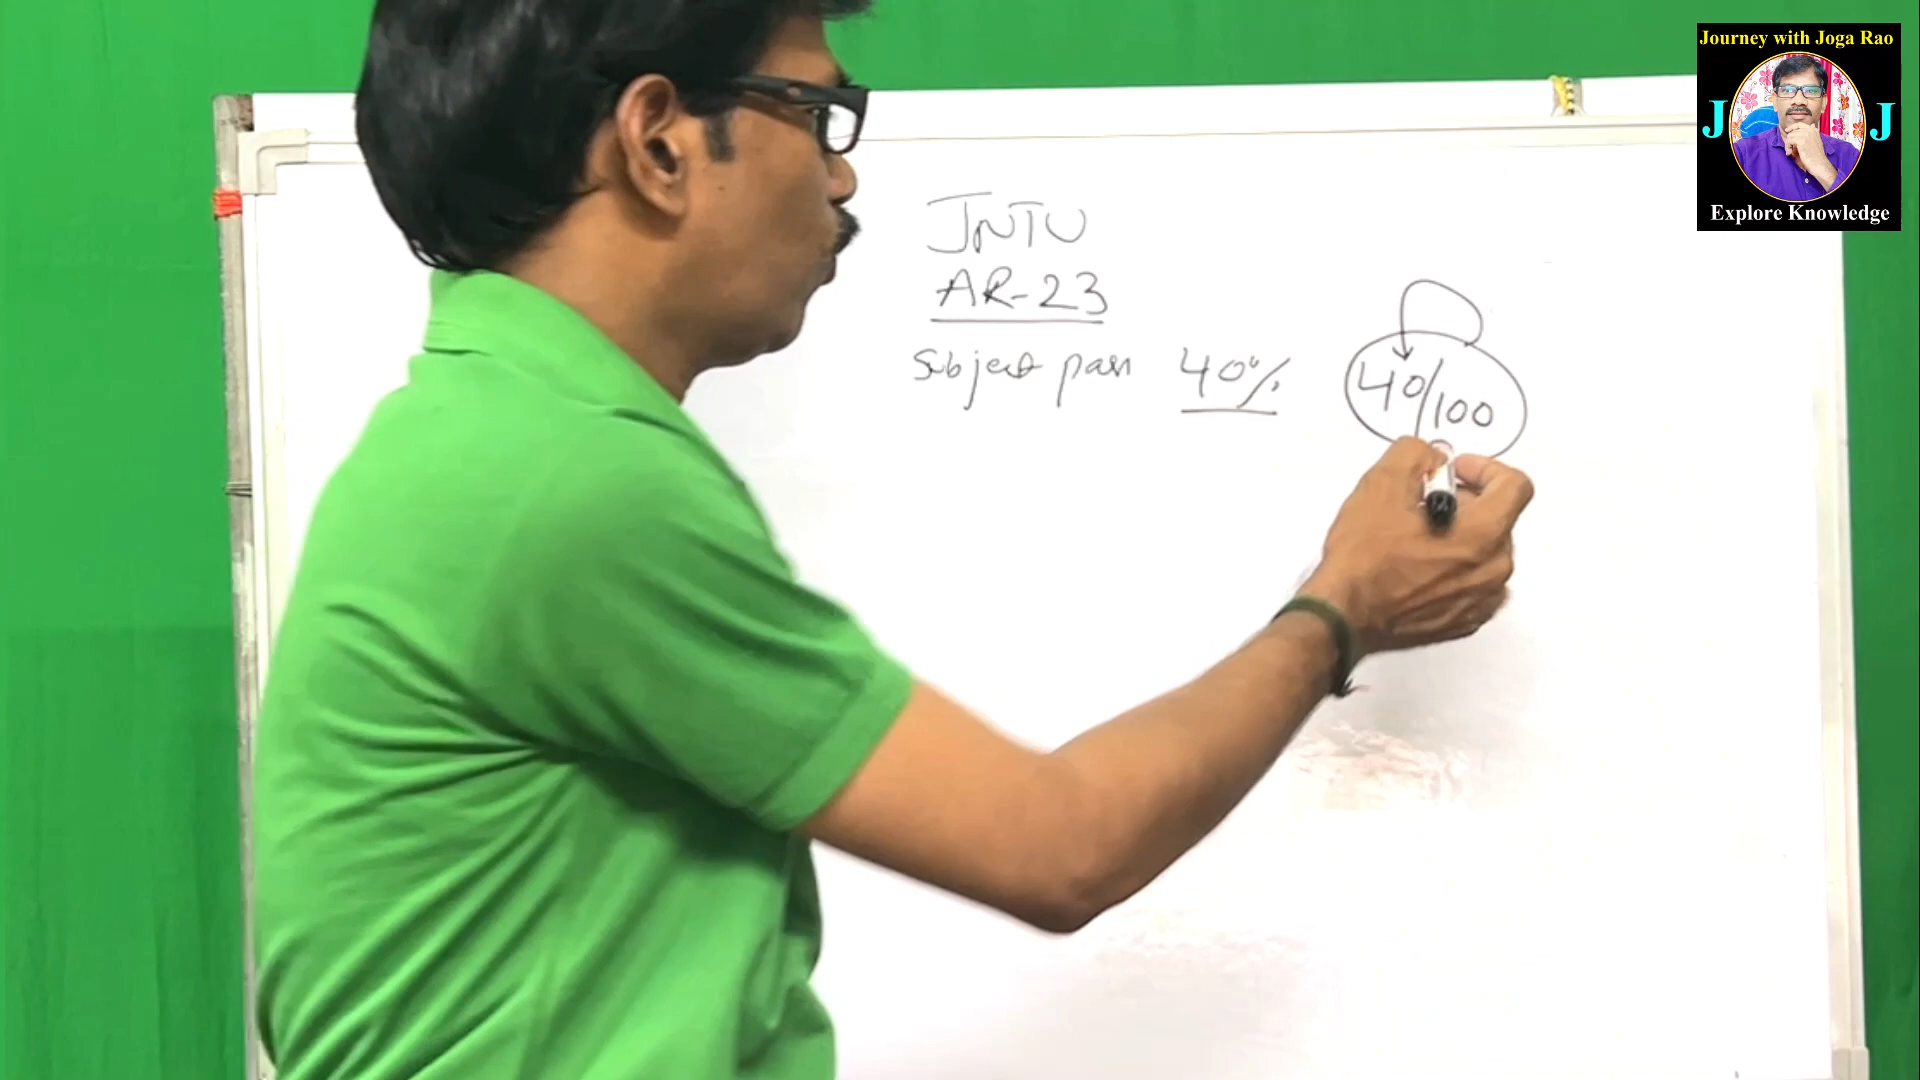 Journey with Joga Rao
J J
Explore Knowledge
JNTU
AR-23
Subject pass 40% 40/100